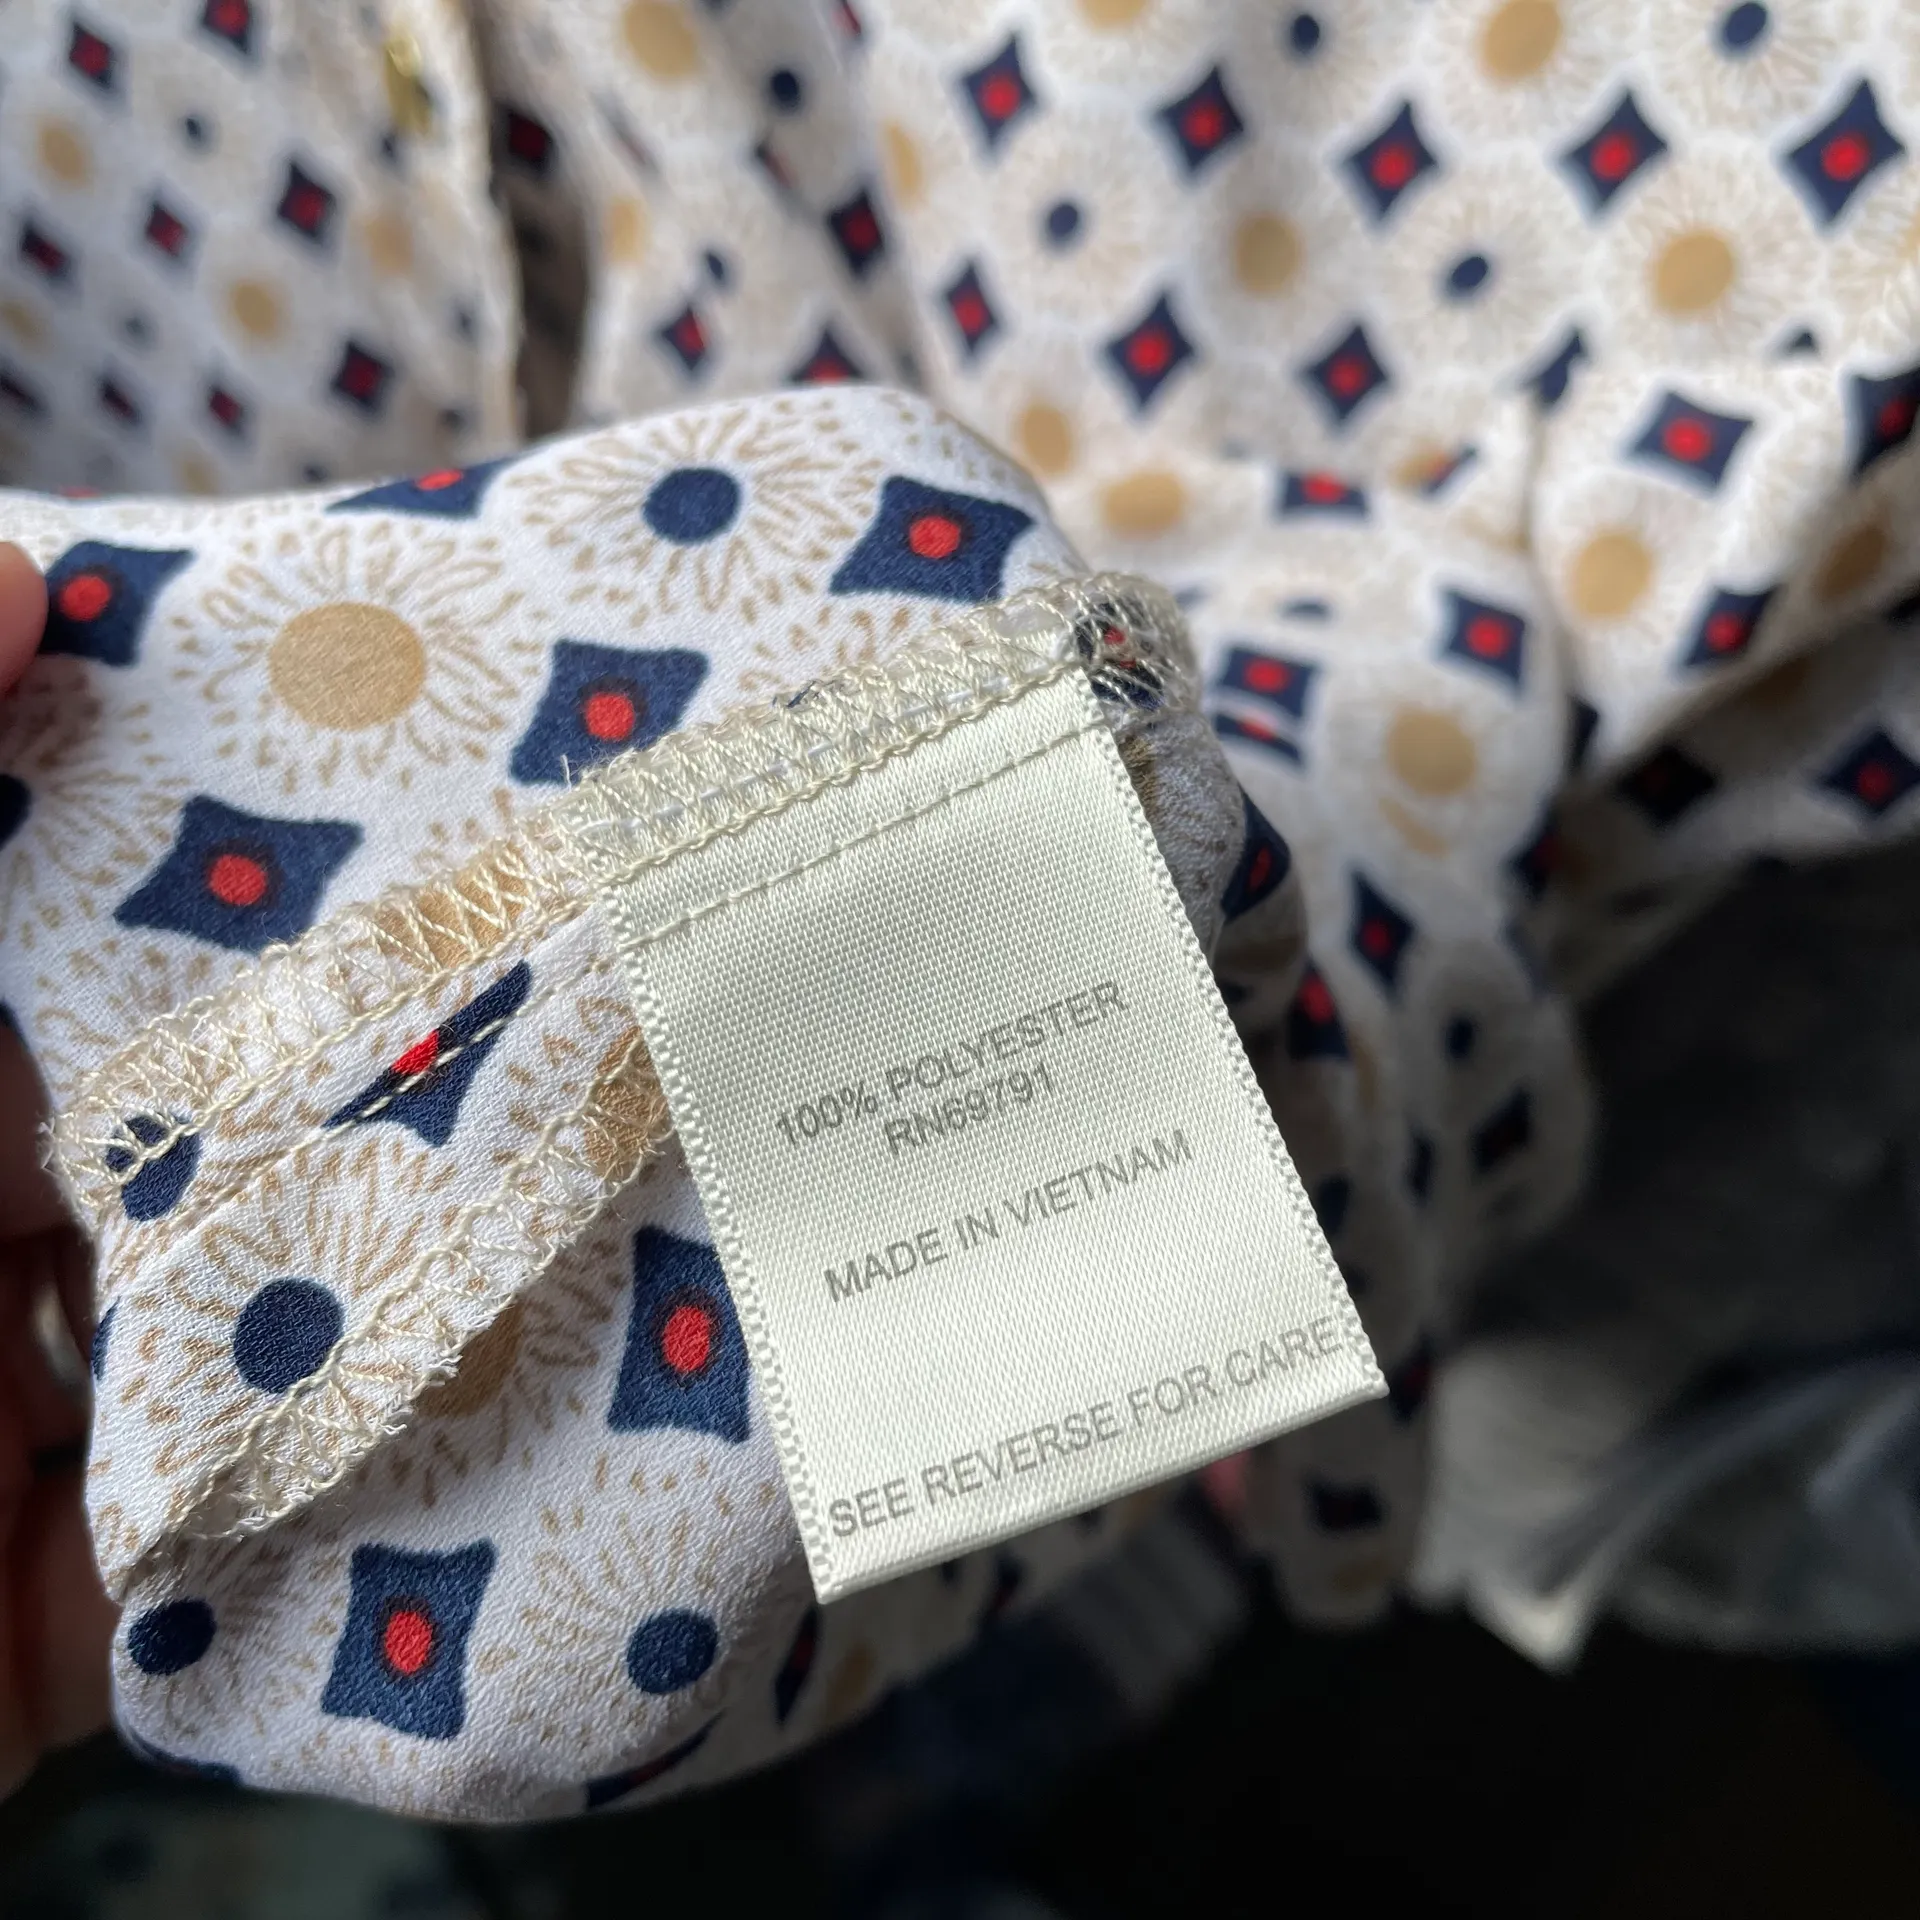 100% POLYESTER
RN69791
MADE IN VIETNAM
SEE REVERSE FOR CARE